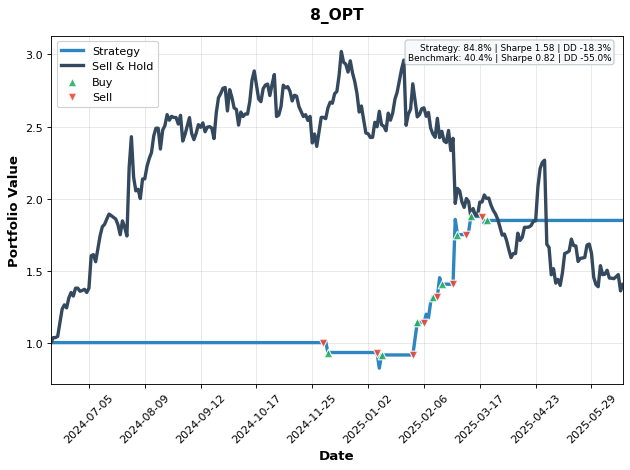 8_OPT
Strategy
Sell & Hold
Buy
Sell
Strategy: 84.8% | Sharpe 1.58 | DD -18.3%
Benchmark: 40.4% | Sharpe 0.82 | DD -55.0%
Portfolio Value
3.0
2.5
2.0
1.5
1.0
2024-07-05
2024-08-09
2024-09-12
2024-10-17
2024-11-25
2025-01-02
2025-02-06
2025-03-17
2025-04-23
2025-05-29
Date